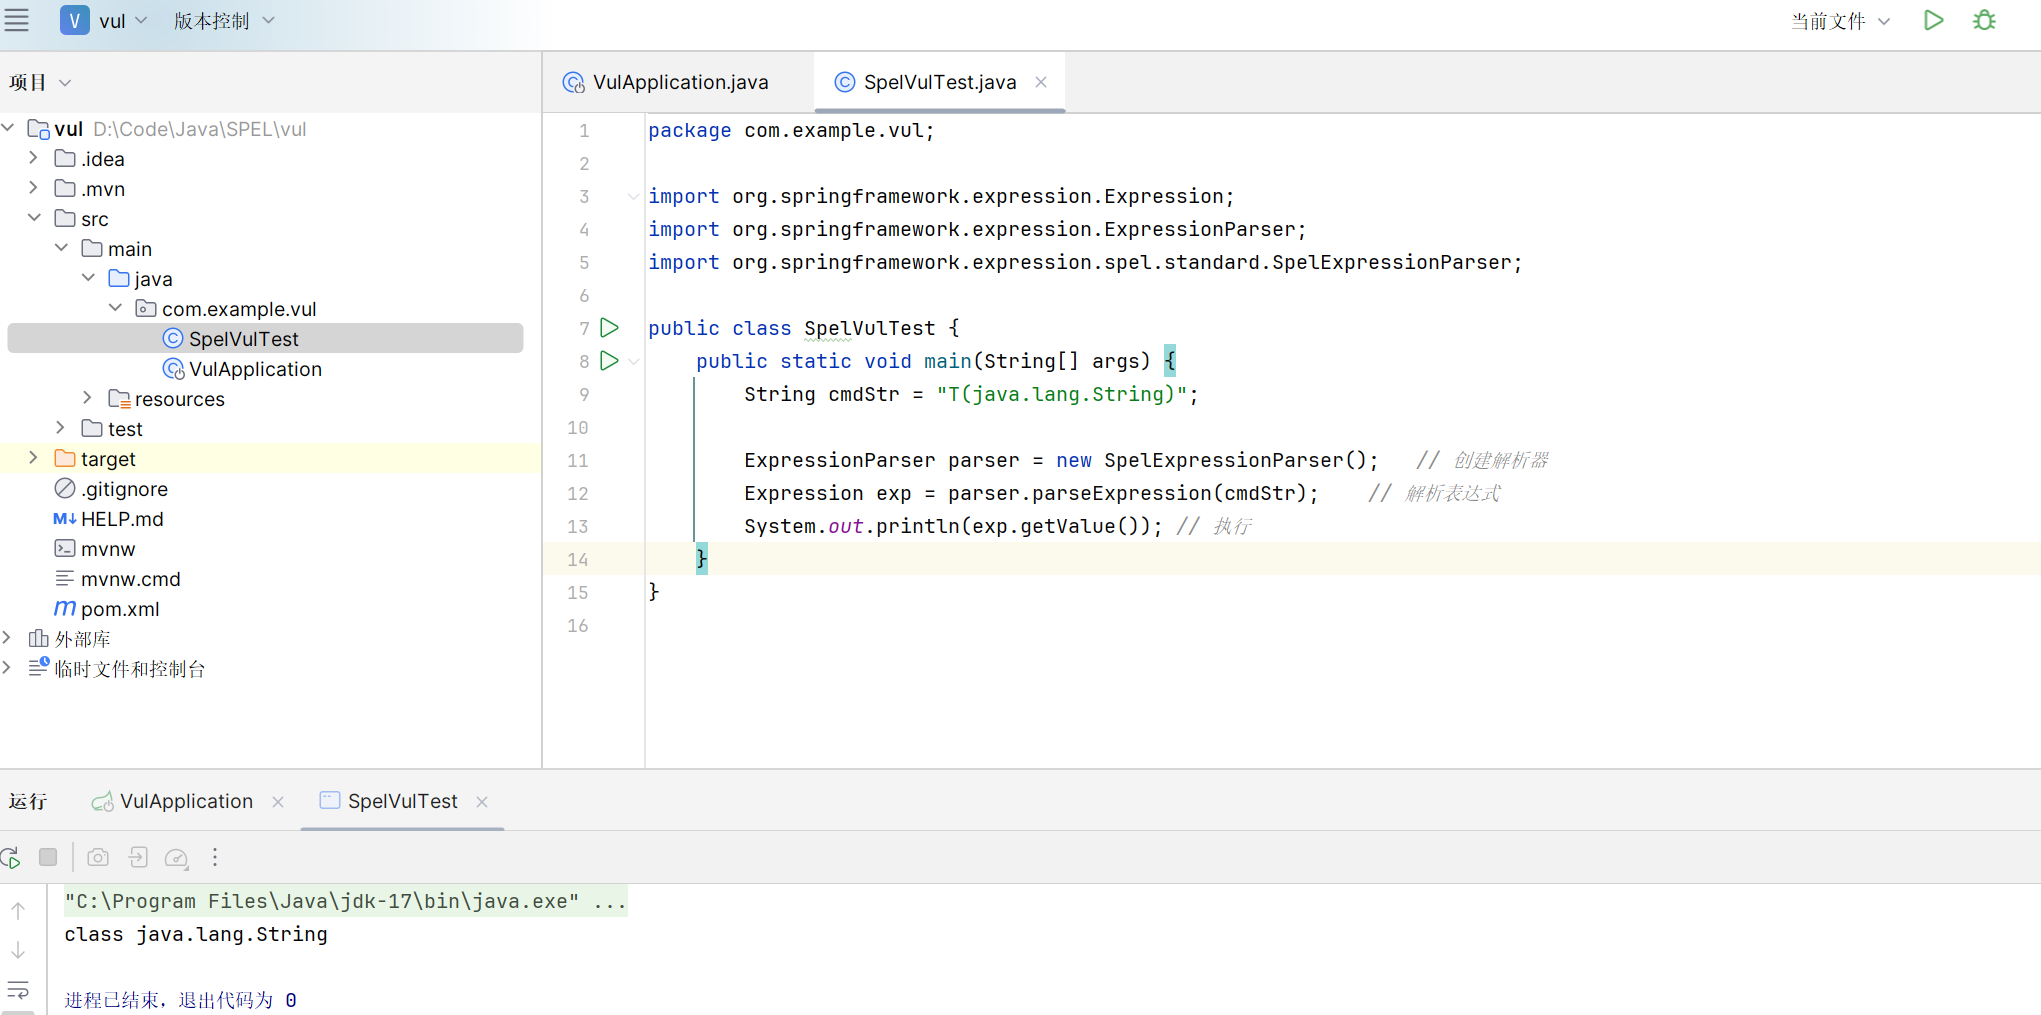 V vul 版本控制 当前文件
项目
vul D:\Code\Java\SPEL\vul
.idea
.mvn
src
main
java
com.example.vul
SpelVulTest
VulApplication
resources
test
target
.gitignore
M↓ HELP.md
mvnw
mvnw.cmd
m pom.xml
外部库
临时文件和控制台
VulApplication.java SpelVulTest.java
1 package com.example.vul;
2
3 import org.springframework.expression.Expression;
4 import org.springframework.expression.ExpressionParser;
5 import org.springframework.expression.spel.standard.SpelExpressionParser;
6
7 public class SpelVulTest {
8 public static void main(String[] args) {
9 String cmdStr = "T(java.lang.String)";
10
11 ExpressionParser parser = new SpelExpressionParser(); // 创建解析器
12 Expression exp = parser.parseExpression(cmdStr); // 解析表达式
13 System.out.println(exp.getValue()); // 执行
14 }
15 }
16
运行 VulApplication SpelVulTest
"C:\Program Files\Java\jdk-17\bin\java.exe" ...
class java.lang.String
进程已结束，退出代码为 0